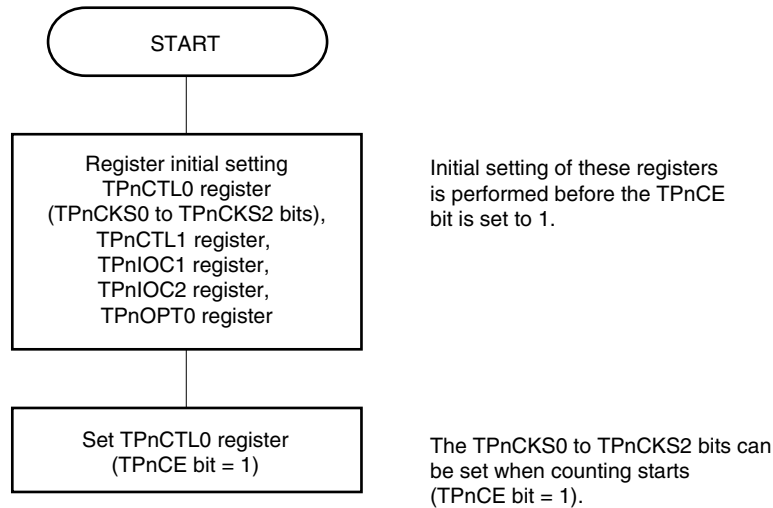 START
Register initial setting
TPnCTL0 register
(TPnCKS0 to TPnCKS2 bits),
TPnCTL1 register,
TPnIOC1 register,
TPnIOC2 register,
TPnOPT0 register
Initial setting of these registers
is performed before the TPnCE
bit is set to 1.
Set TPnCTL0 register
(TPnCE bit = 1)
The TPnCKS0 to TPnCKS2 bits can
be set when counting starts
(TPnCE bit = 1).